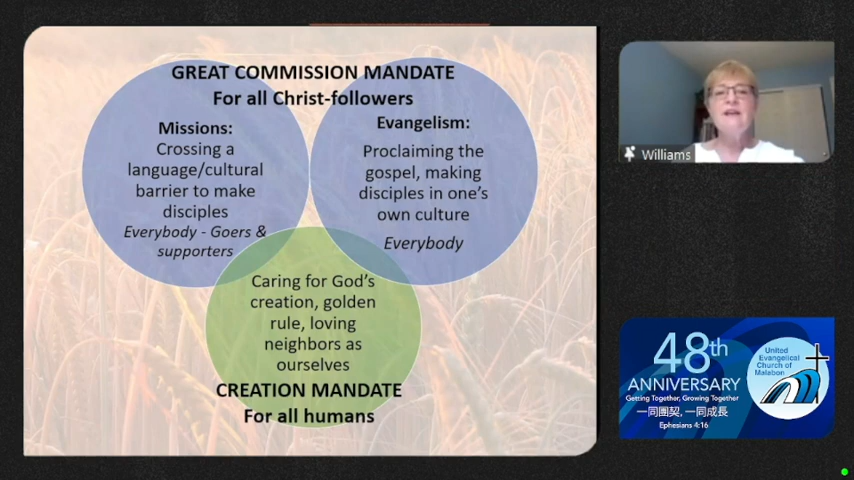 GREAT COMMISSION MANDATE
For all Christ-followers
Missions:
Crossing a
language/cultural
barrier to make
disciples
Everybody - Goers &
supporters
Evangelism:
Proclaiming the
gospel, making
disciples in one's
own culture
Everybody
Caring for God's
creation, golden
rule, loving
neighbors as
ourselves
CREATION MANDATE
For all humans
Williams
48th
ANNIVERSARY
Getting Together, Growing Together
一同團契, 一同成長
Ephesians 4:16
United
Evangelical
Church of
Malabon